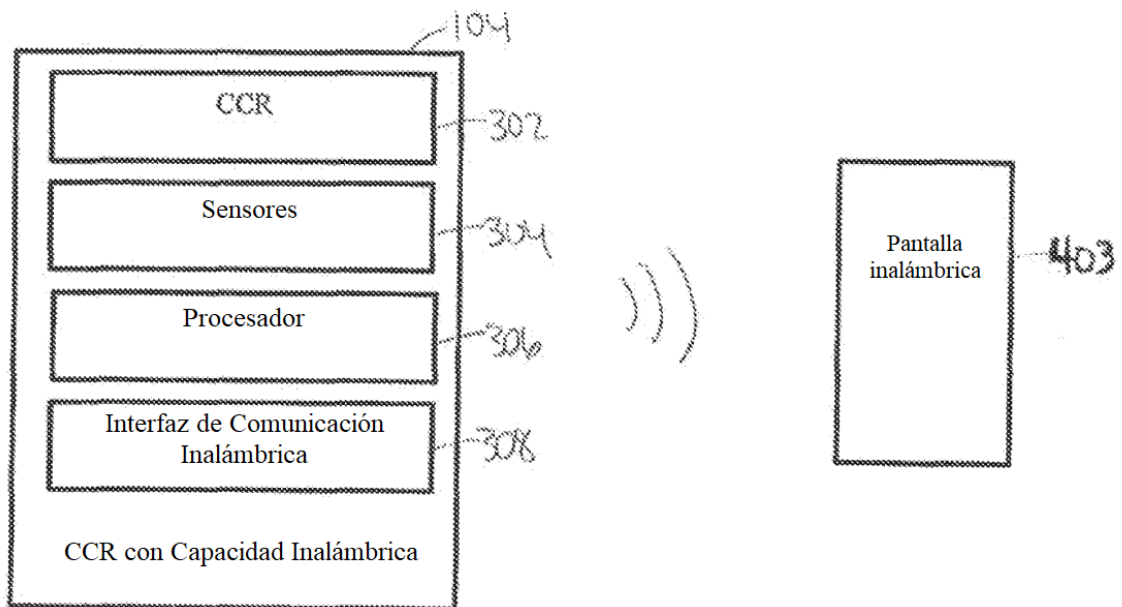 104
CCR
302
Sensores
304
Procesador
306
Interfaz de Comunicación
Inalámbrica
308
CCR con Capacidad Inalámbrica
Pantalla
inalámbrica
403